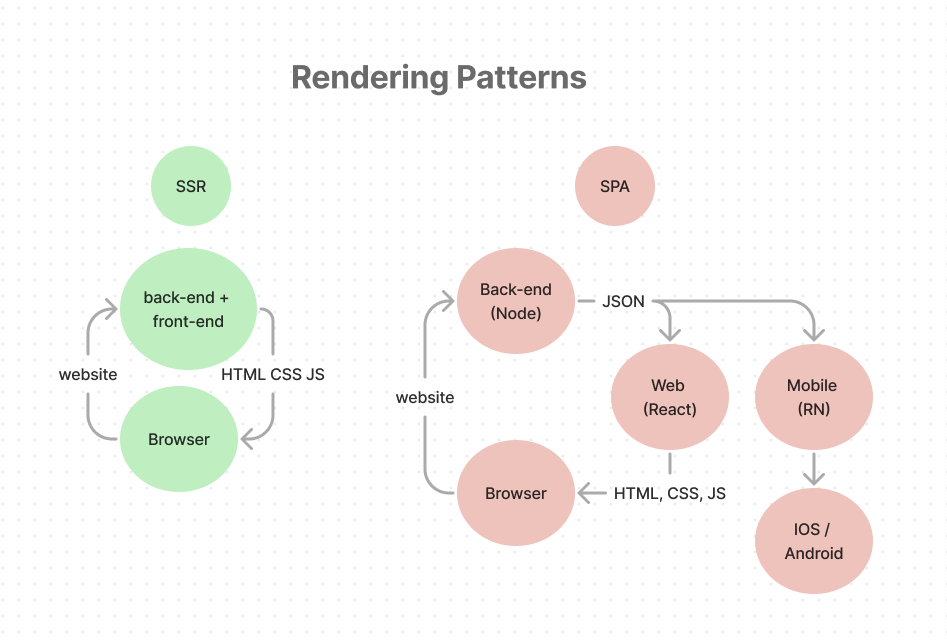 Rendering Patterns
SSR
back-end +
front-end
website
HTML CSS JS
Browser
SPA
Back-end
(Node)
JSON
Web
(React)
Mobile
(RN)
website
Browser
HTML, CSS, JS
IOS /
Android